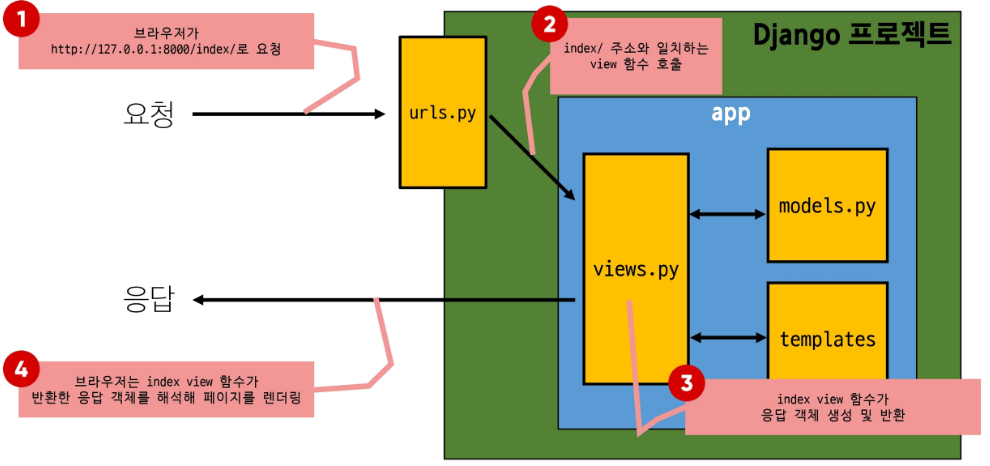 1
브라우저가
http://127.0.0.1:8000/index/로 요청
2
index/ 주소와 일치하는
view 함수 호출
Django 프로젝트
요청
urls.py
app
models.py
views.py
응답
templates
4
브라우저는 index view 함수가
반환한 응답 객체를 해석해 페이지를 렌더링
3
index view 함수가
응답 객체 생성 및 반환